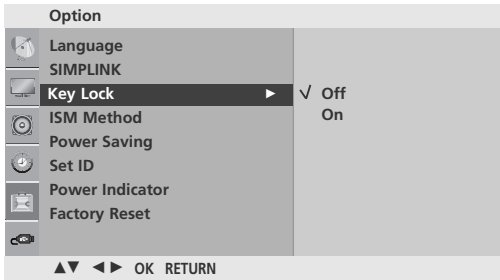 Option
Language
SIMPLINK
Key Lock ►
√ Off
On
ISM Method
Power Saving
Set ID
Power Indicator
Factory Reset
▲▼ ◄► OK RETURN